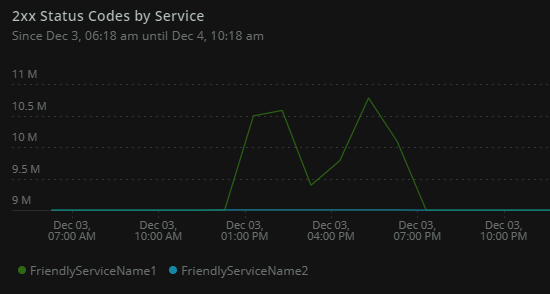 2xx Status Codes by Service
Since Dec 3, 06:18 am until Dec 4, 10:18 am
11 M
10.5 M
10 M
9.5 M
9 M
Dec 03, Dec 03, Dec 03, Dec 03, Dec 03, Dec 03,
07:00 AM 10:00 AM 01:00 PM 04:00 PM 07:00 PM 10:00 PM
FriendlyServiceName1 FriendlyServiceName2